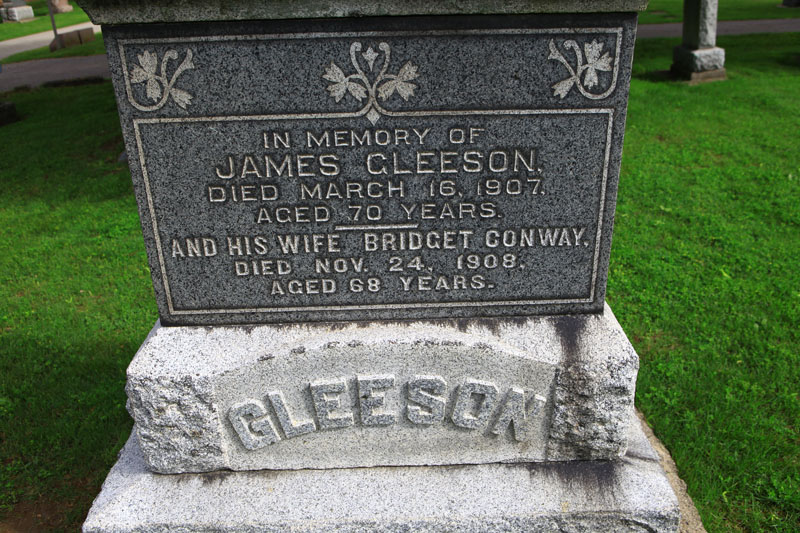 IN MEMORY OF
JAMES GLEESON.
DIED MARCH 16, 1907,
AGED 70 YEARS.
AND HIS WIFE BRIDGET CONWAY,
DIED NOV. 24, 1908,
AGED 68 YEARS.
GLEESON